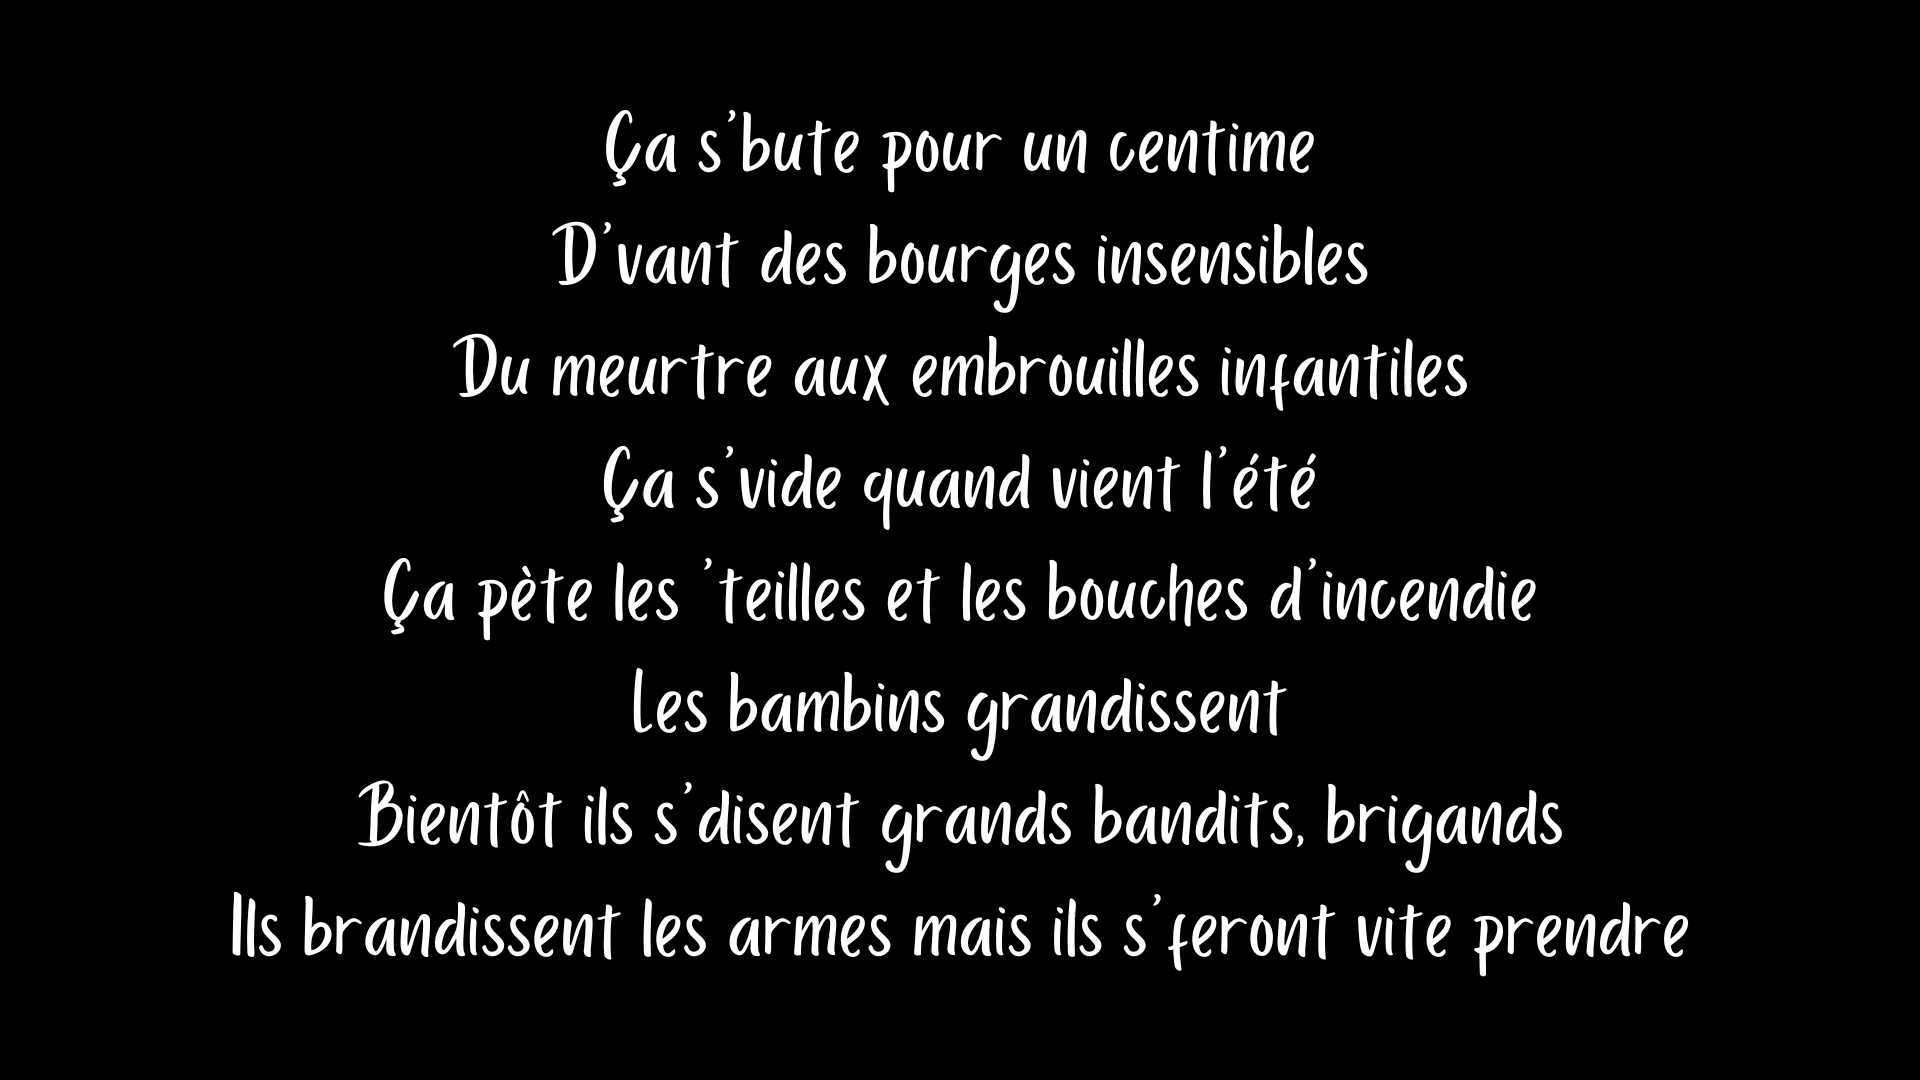 Ça s'bute pour un centime
D'vant des bourges insensibles
Du meurtre aux embrouilles infantiles
Ça s'vide quand vient l'été
Ça pète les 'teilles et les bouches d'incendie
Les bambins grandissent
Bientôt ils s'disent grands bandits, brigands
Ils brandissent les armes mais ils s'feront vite prendre